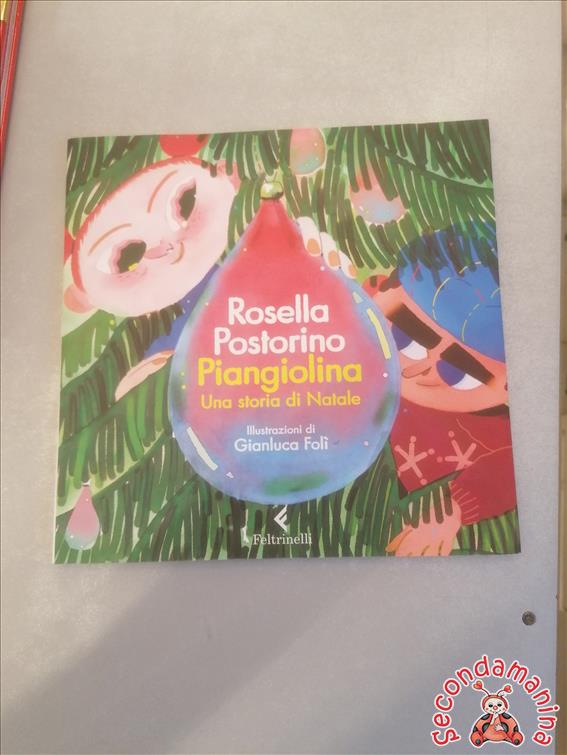 Rosella
Postorino
Piangiolina
Una storia di Natale
Illustrazioni di
Gianluca Folì
Feltrinelli
Secondamanina